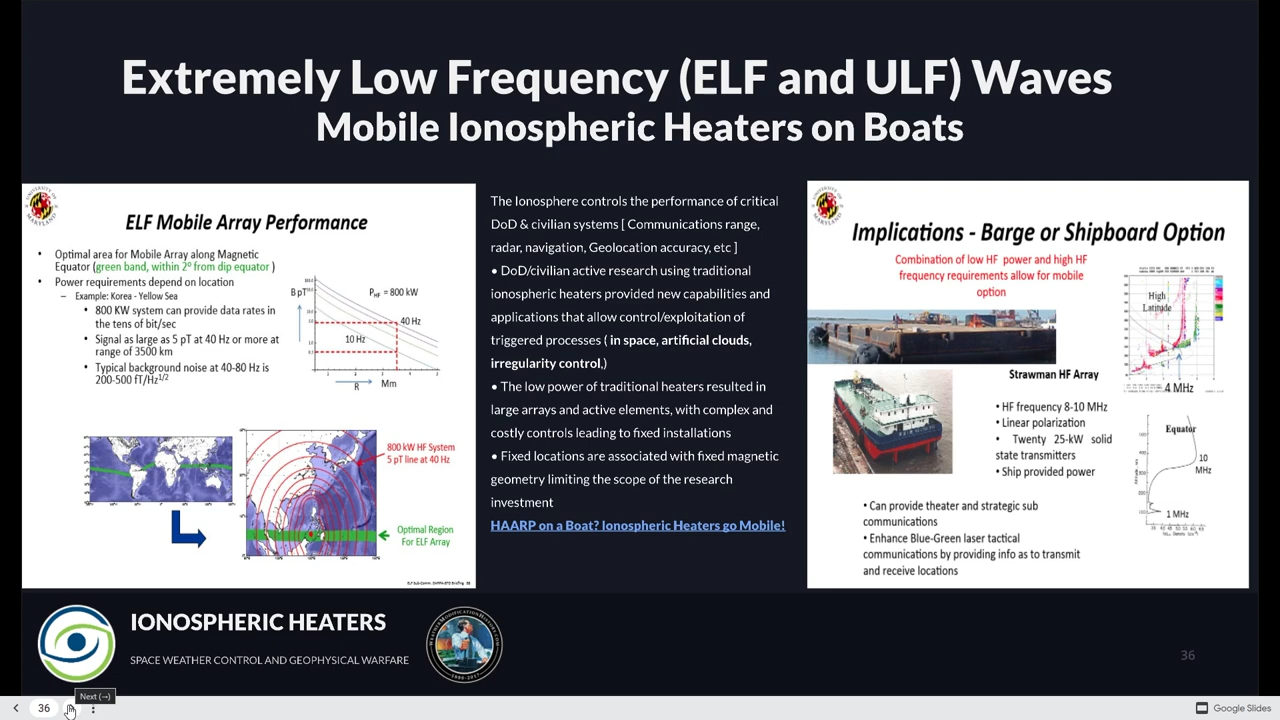 Extremely Low Frequency (ELF and ULF) Waves
Mobile Ionospheric Heaters on Boats
UNIVERSITY OF
MARYLAND
ELF Mobile Array Performance
• Optimal area for Mobile Array along Magnetic
Equator (green band, within 2º from dip equator )
• Power requirements depend on location
– Example: Korea - Yellow Sea
• 800 KW system can provide data rates in
the tens of bit/sec
• Signal as large as 5 pT at 40 Hz or more at
range of 3500 km
• Typical background noise at 40-80 Hz is
200-500 fT/Hz1/2
B pT
P_HF = 800 kW
40 Hz
10 Hz
R
Mm
800 kW HF System
5 pT line at 40 Hz
Optimal Region
For ELF Array
The Ionosphere controls the performance of critical
DoD & civilian systems [ Communications range,
radar, navigation, Geolocation accuracy, etc ]
• DoD/civilian active research using traditional
ionospheric heaters provided new capabilities and
applications that allow control/exploitation of
triggered processes ( in space, artificial clouds,
irregularity control,)
• The low power of traditional heaters resulted in
large arrays and active elements, with complex and
costly controls leading to fixed installations
• Fixed locations are associated with fixed magnetic
geometry limiting the scope of the research
investment
HAARP on a Boat? Ionospheric Heaters go Mobile!
UNIVERSITY OF
MARYLAND
Implications - Barge or Shipboard Option
Combination of low HF power and high HF
frequency requirements allow for mobile
option
High
Latitude
4 MHz
Strawman HF Array
• HF frequency 8-10 MHz
• Linear polarization
• Twenty 25-kW solid
state transmitters
• Ship provided power
Equator
10
MHz
1 MHz
• Can provide theater and strategic sub
communications
• Enhance Blue-Green laser tactical
communications by providing info as to transmit
and receive locations
IONOSPHERIC HEATERS
SPACE WEATHER CONTROL AND GEOPHYSICAL WARFARE
WEATHERMODIFICATIONHISTORY.COM
36
Next (→)
36
Google Slides